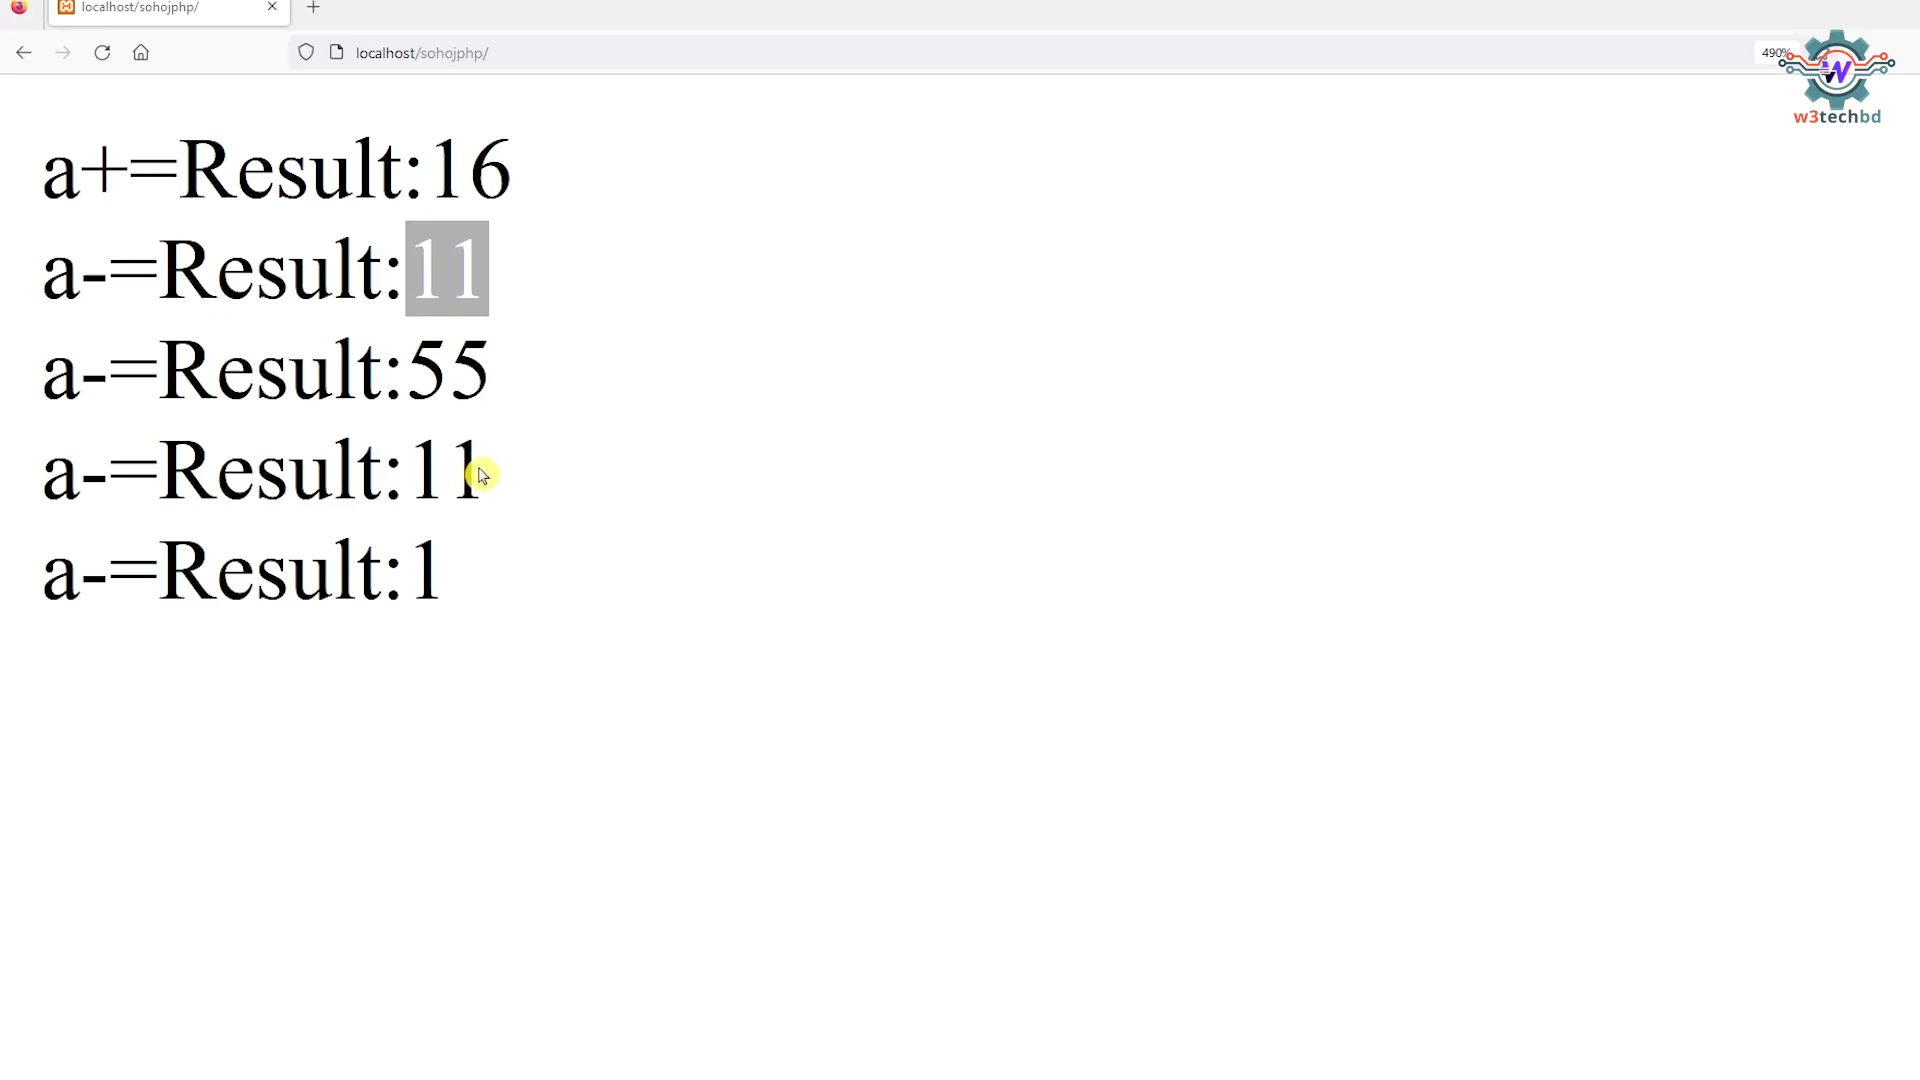 localhost/sohojphp/
localhost/sohojphp/
490%
w3techbd
a+=Result:16
a-=Result:11
a-=Result:55
a-=Result:11
a-=Result:1